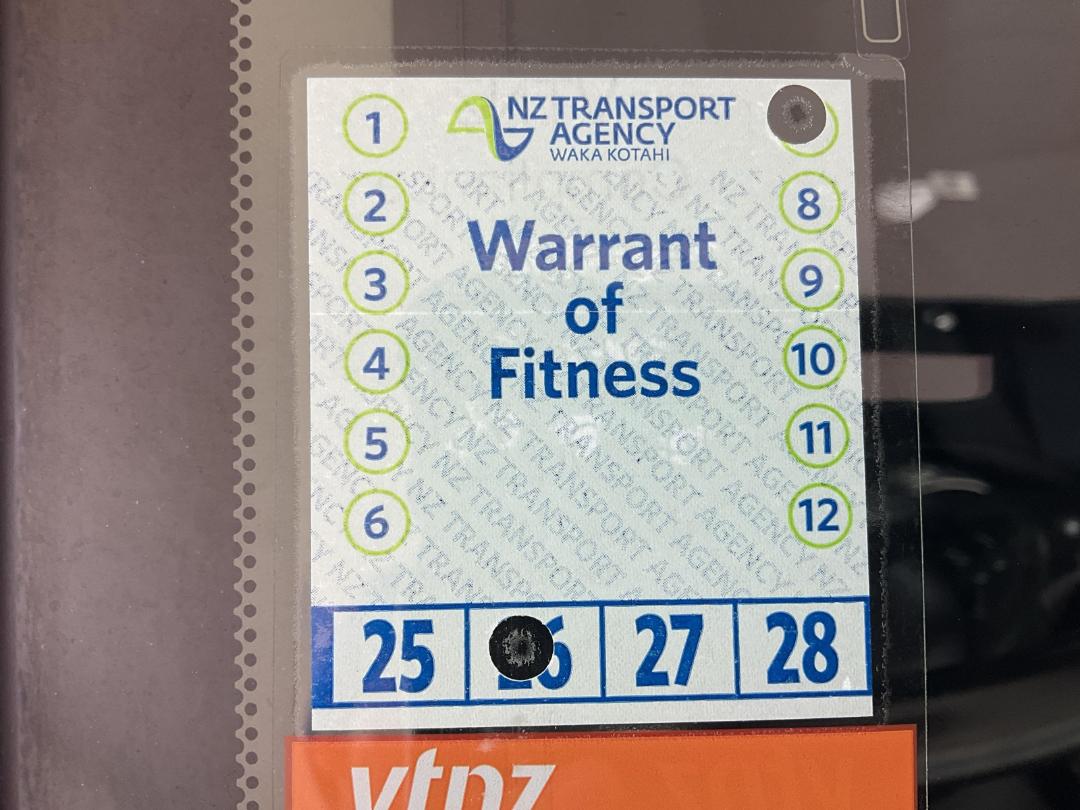 NZ TRANSPORT
AGENCY
WAKA KOTAHI
1
2
3
4
5
6
8
9
10
11
12
Warrant
of
Fitness
25 27 28
vtnz